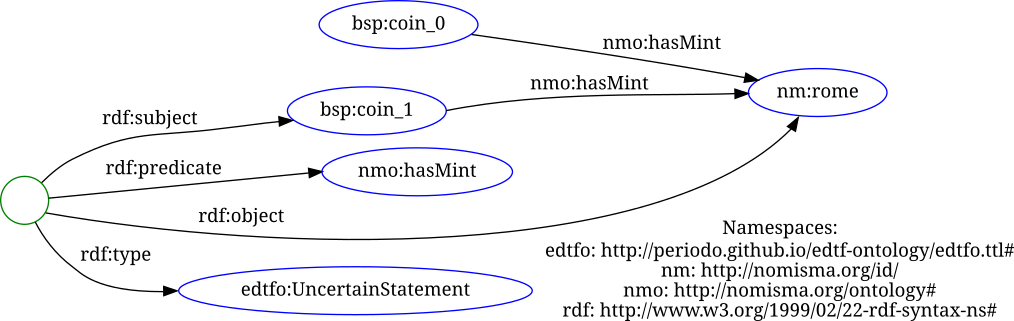 bsp:coin_0
nmo:hasMint
nmo:hasMint
nm:rome
bsp:coin_1
rdf:subject
rdf:predicate
nmo:hasMint
rdf:object
rdf:type
edtfo:UncertainStatement
Namespaces:
edtfo: http://periodo.github.io/edtf-ontology/edtfo.ttl#
nm: http://nomisma.org/id/
nmo: http://nomisma.org/ontology#
rdf: http://www.w3.org/1999/02/22-rdf-syntax-ns#